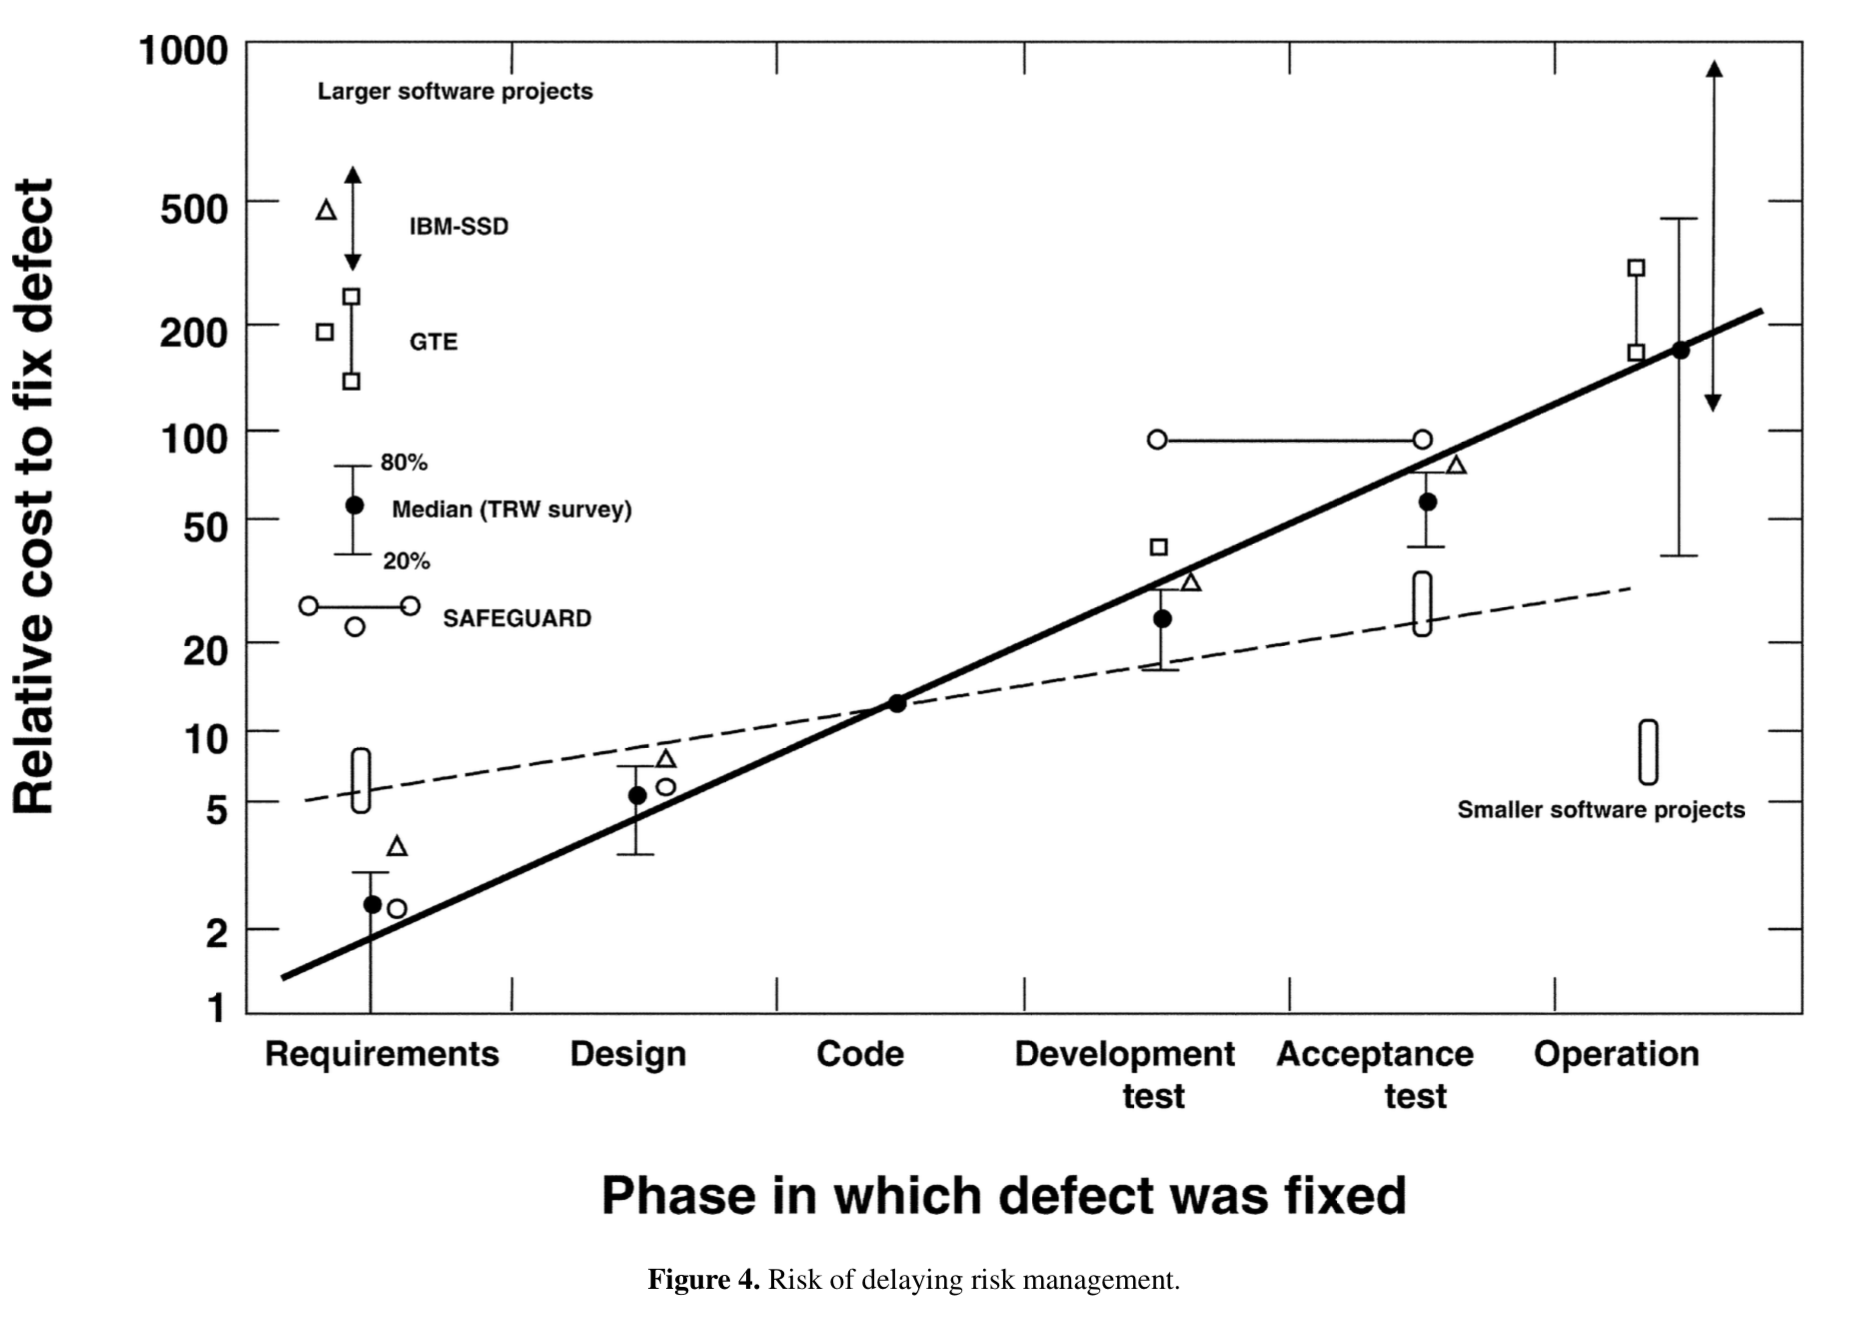 Relative cost to fix defect
1000
500
200
100
50
20
10
5
2
1
Larger software projects
IBM-SSD
GTE
80%
Median (TRW survey)
20%
SAFEGUARD
Smaller software projects
Requirements
Design
Code
Development
test
Acceptance
test
Operation
Phase in which defect was fixed
Figure 4. Risk of delaying risk management.